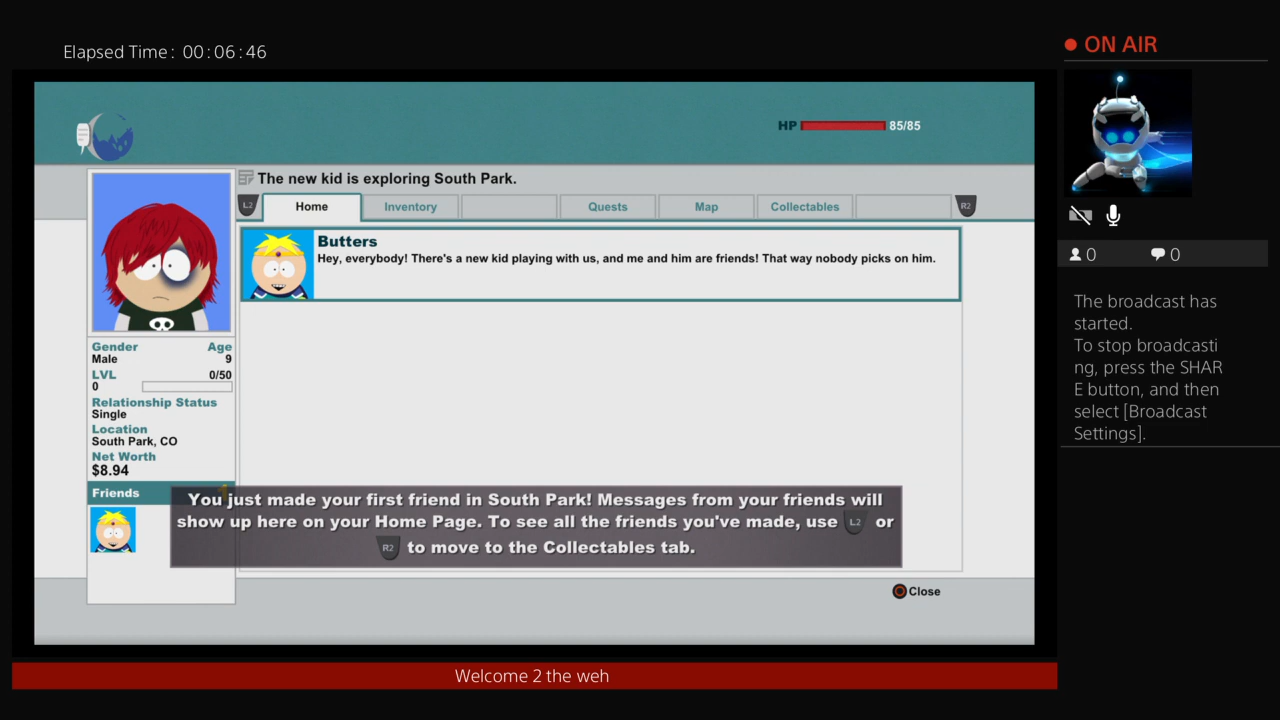 Elapsed Time: 00:06:46
ON AIR
HP 85/85
The new kid is exploring South Park.
L2 Home Inventory Quests Map Collectables R2
Butters
Hey, everybody! There's a new kid playing with us, and me and him are friends! That way nobody picks on him.
Gender Age
Male 9
LVL 0/50
0
Relationship Status
Single
Location
South Park, CO
Net Worth
$8.94
Friends 1
You just made your first friend in South Park! Messages from your friends will
show up here on your Home Page. To see all the friends you've made, use L2 or
R2 to move to the Collectables tab.
Close
0 0
The broadcast has
started.
To stop broadcasti
ng, press the SHAR
E button, and then
select [Broadcast
Settings].
Welcome 2 the weh